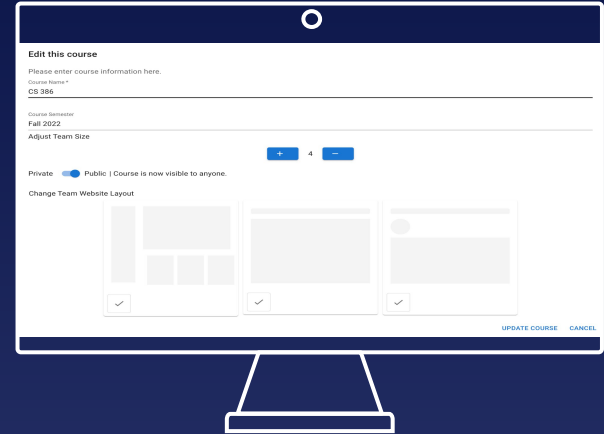 Edit this course
Please enter course information here.
Course Name *
CS 386
Course Semester
Fall 2022
Adjust Team Size
+ 4 −
Private Public | Course is now visible to anyone.
Change Team Website Layout
UPDATE COURSE CANCEL